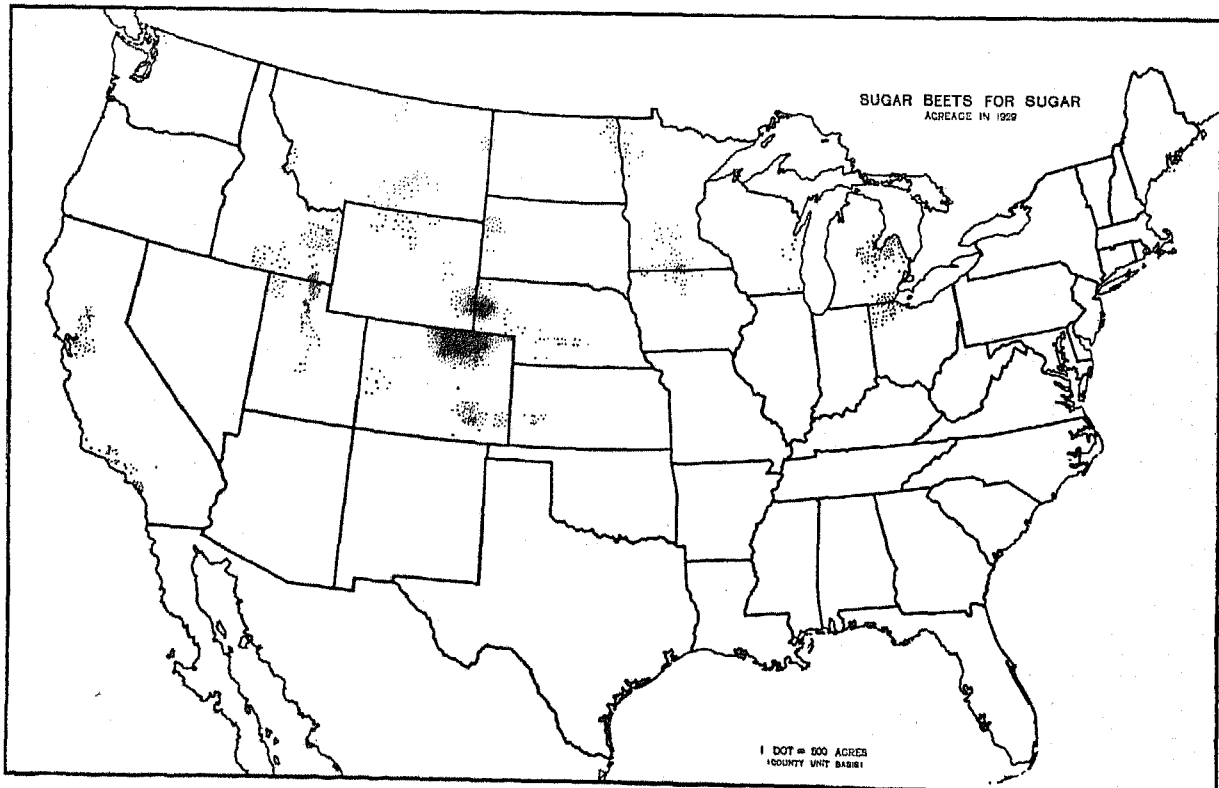 SUGAR BEETS FOR SUGAR
ACREAGE IN 1929
1 DOT = 500 ACRES
(COUNTY UNIT BASIS)